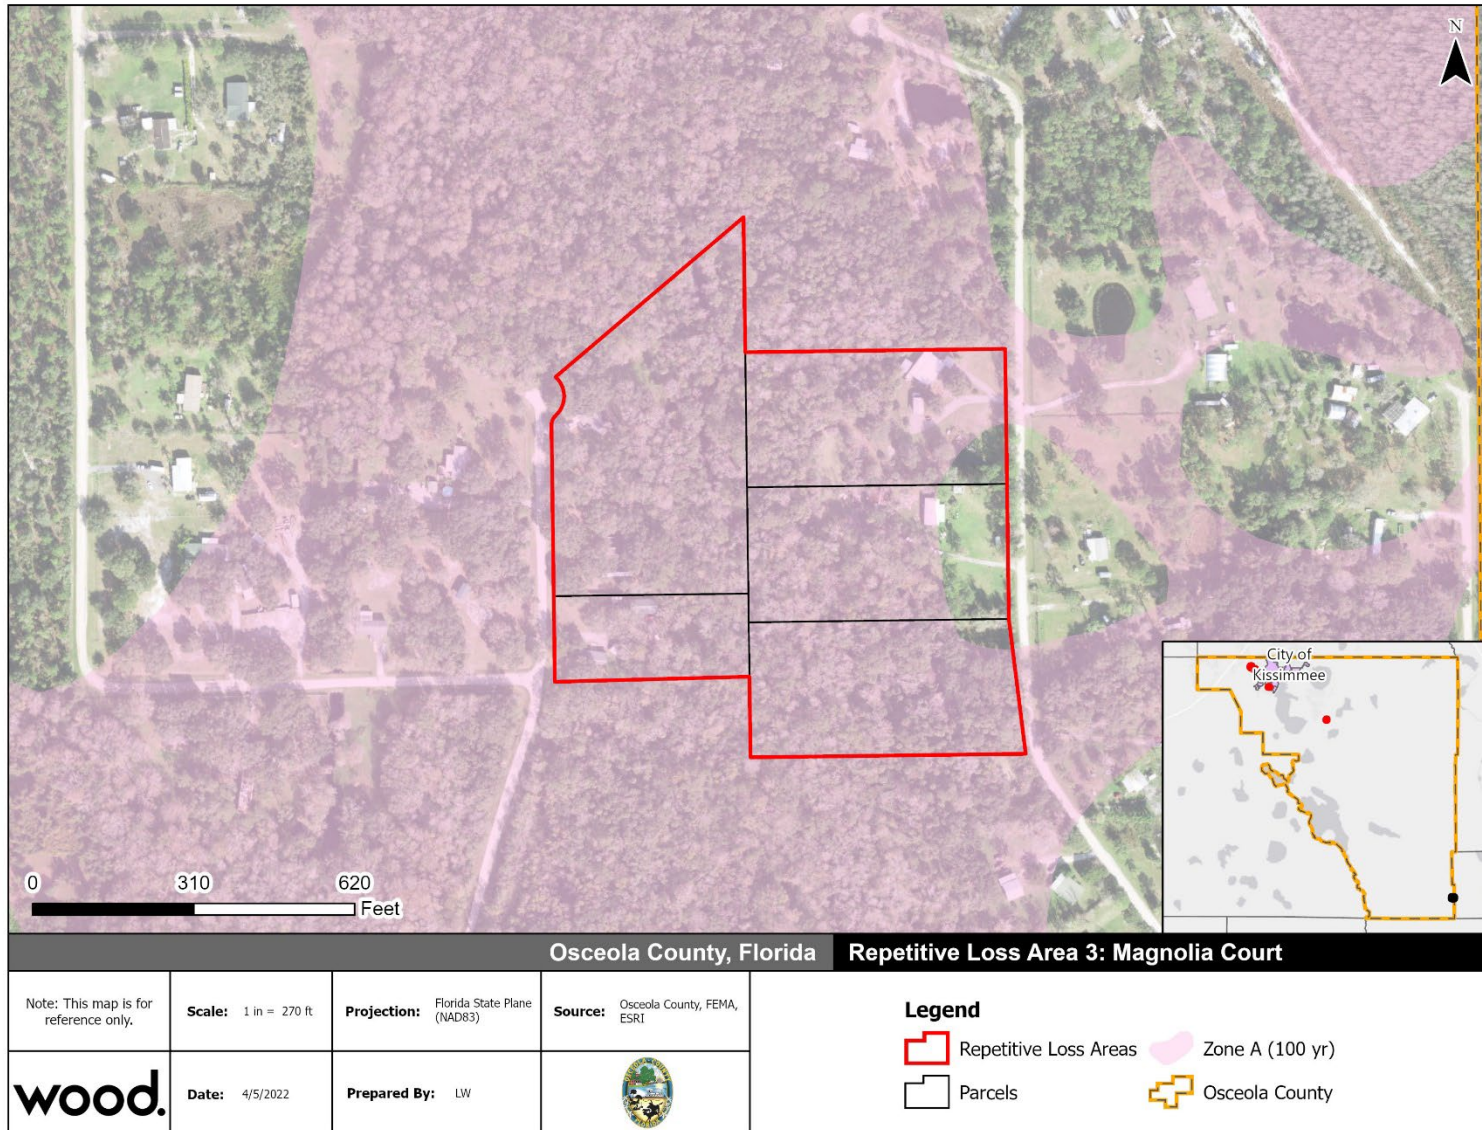 N
City of
Kissimmee
0 310 620
Feet
Osceola County, Florida Repetitive Loss Area 3: Magnolia Court
Note: This map is for
reference only.
Scale: 1 in = 270 ft
Projection: Florida State Plane
(NAD83)
Source: Osceola County, FEMA,
ESRI
wood.
Date: 4/5/2022
Prepared By: LW
Legend
Repetitive Loss Areas
Zone A (100 yr)
Parcels
Osceola County